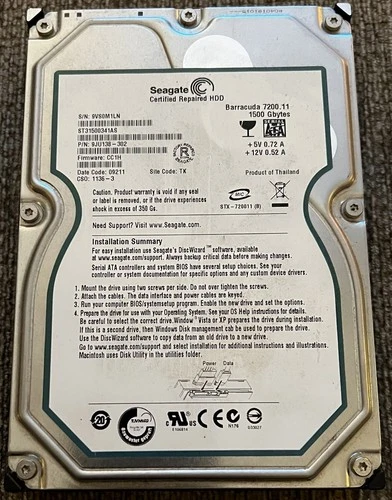 Seagate
Certified Repaired HDD
Barracuda 7200.11
1500 Gbytes
S/N: 9VS0M1LN
ST31500341AS
P/N: 9JU138-302
Firmware: CC1H
Date Code: 09211
Site Code: TK
CSO: 1136-3
SERIAL
ATA
+5V 0.72 A
+12V 0.52 A
Product of Thailand
Caution: Product warranty is void if any seal
or label is removed, or if the drive experiences
shock in excess of 350 Gs.
MIC
STX-720011 (B)
Need Support? Visit www.Seagate.com.
Installation Summary
For easy installation use Seagate's DiscWizard™ software, available
at www.seagate.com/support. Always backup critical data before making changes.
Serial ATA controllers and system BIOS have several setup choices. See your
controller or system documentation for specific options and any custom device drivers.
1. Mount the drive using two screws per side. Do not over tighten the screws.
2. Attach the cables. The data interface and power cables are keyed.
3. Run your computer BIOS/systemsetup program. Enable the new drive and set the options.
4. Prepare the drive for use with your Operating System. See your OS Help instructions for details.
Be careful to select the correct drive. Window® Vista or XP prepares the drive during installation.
If this is a second drive, then Windows Disk management can be used to prepare the drive.
Use the DiscWizard software to copy data from an old drive to a new drive.
Go to www.seagate.com/support and select installation for additional instructions and illustrations.
Macintosh uses Disk Utility in the utilities folder.
Power Data
20
c UL us
CE
N176